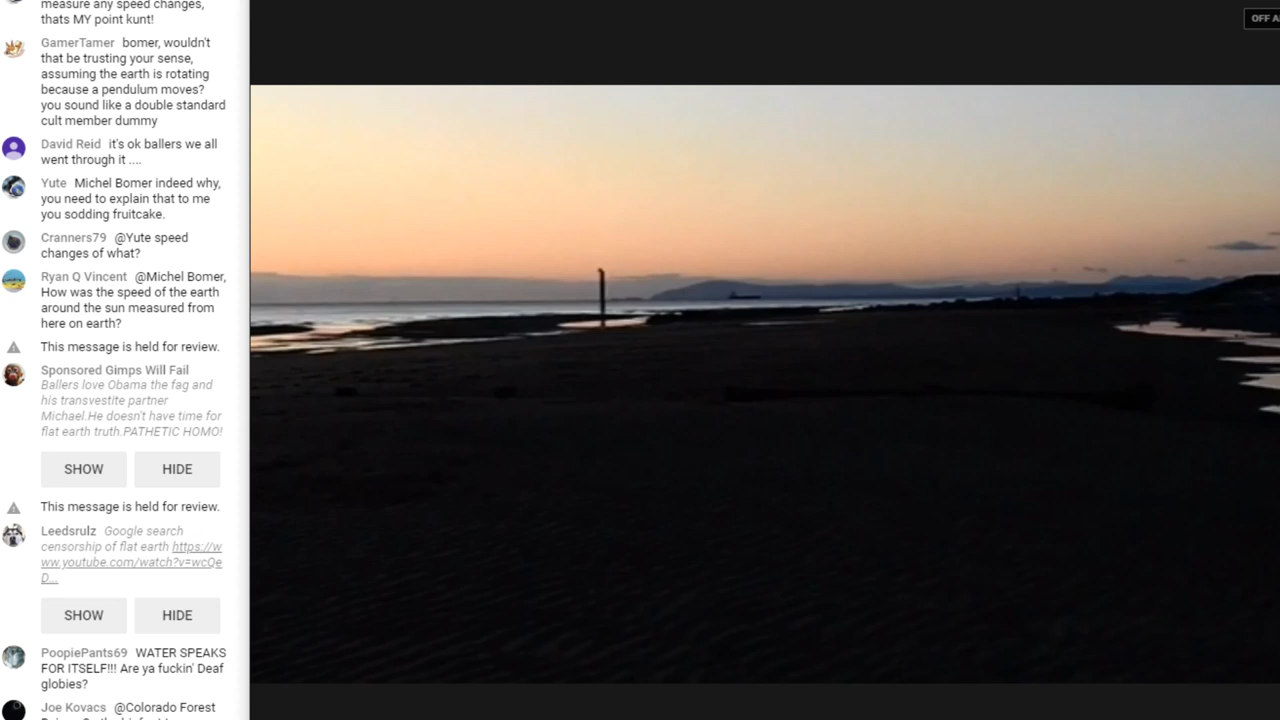 measure any speed changes,
thats MY point kunt!
GamerTamer bomer, wouldn't
that be trusting your sense,
assuming the earth is rotating
because a pendulum moves?
you sound like a double standard
cult member dummy
David Reid it's ok ballers we all
went through it ....
Yute Michel Bomer indeed why,
you need to explain that to me
you sodding fruitcake.
Cranners79 @Yute speed
changes of what?
Ryan Q Vincent @Michel Bomer,
How was the speed of the earth
around the sun measured from
here on earth?
This message is held for review.
Sponsored Gimps Will Fail
Ballers love Obama the fag and
his transvestite partner
Michael.He doesn't have time for
flat earth truth.PATHETIC HOMO!
SHOW HIDE
This message is held for review.
Leedsrulz Google search
censorship of flat earth https://w
ww.youtube.com/watch?v=wcQe
D...
SHOW HIDE
PoopiePants69 WATER SPEAKS
FOR ITSELF!!! Are ya fuckin' Deaf
globies?
Joe Kovacs @Colorado Forest
OFF A